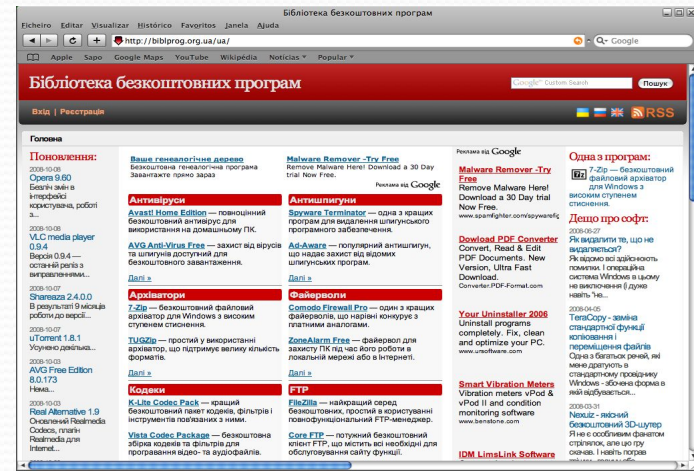 Бібліотека безкоштовних програм
Ficheiro Editar Visualizar Histórico Favoritos Janela Ajuda
http://biblprog.org.ua/ua/
Google
Apple Sapo Google Maps YouTube Wikipédia Notícias Popular
Бібліотека безкоштовних програм
Google™ Custom Search
Пошук
Вхід | Реєстрація
RSS
Головна
Поновлення:
2008-10-08
Opera 9.60
Безліч змін в
інтерфейсі
користувача, роботі
з...
2008-10-08
VLC media player
0.9.4
Версія 0.9.4 —
останній реліз з
виправленнями...
2008-10-07
Shareaza 2.4.0.0
В результаті 9 місяців
роботи до версії...
2008-10-07
uTorrent 1.8.1
Усунено декілька...
2008-10-03
AVG Free Edition
8.0.173
Нема...
2008-10-03
Real Alternative 1.9
Оновлений Realmedia
Codecs, плагін
Realmedia для
Internet...
Ваше генеалогічне дерево
Безкоштовна генеалогічна програма
Завантажте прямо зараз
Malware Remover -Try Free
Remove Malware Here! Download a 30 Day
trial Now Free.
Реклама від Google
Антивіруси
Avast! Home Edition — повноцінний
безкоштовний антивірус для
використання на домашньому ПК.
AVG Anti-Virus Free — захист від вірусів
та шпигунів доступний для
безкоштовного завантаження.
Далі »
Антишпигуни
Spyware Terminator — одна з кращих
програм для видалення шпигунського
програмного забезпечення.
Ad-Aware — популярний антишпигун,
що надає захист від відомих
шпигунських програм.
Далі »
Архіватори
7-Zip — безкоштовний файловий
архіватор для Windows з високим
ступенем стиснення.
TUGZip — простий у використанні
архіватор, що підтримує велику кількість
форматів.
Далі »
Файерволи
Comodo Firewall Pro — один з кращих
файерволів, що нарівні конкурує з
платними аналогами.
ZoneAlarm Free — файервол для
захисту ПК під час його роботи в
локальній мережі або в Інтернеті.
Далі »
Кодеки
K-Lite Codec Pack — кращий
безкоштовний пакет кодеків, фільтрів і
інструментів пов'язаних з ними.
Vista Codec Package — безкоштовна
збірка кодеків та фільтрів для
програвання відео- та аудіофайлів.
FTP
FileZilla — найкращий серед
безкоштовних, простий в користуванні
повнофункціональний FTP-менеджер.
Core FTP — потужний безкоштовний
клієнт FTP, що містить всі необхідні для
обслуговування сайту функції.
Реклама від Google
Malware Remover -Try
Free
Remove Malware Here!
Download a 30 Day trial
Now Free.
Dowload PDF Converter
Convert, Read & Edit
PDF Documents. New
Version, Ultra Fast
Download.
Converter.PDF-Format.com
Your Uninstaller 2006
Uninstall programs
completely. Fix, clean
and optimize your PC.
www.ursoftware.com
Smart Vibration Meters
Vibration meters vPod &
vPod II and condition
monitoring software
www.benstone.com
IDM LimsLink Software
Одна з програм:
7-Zip — безкоштовний
файловий архіватор
для Windows з
високим ступенем
стиснення.
Дещо про софт:
2008-06-27
Як видалити те, що не
видаляється?
Як відомо всі здійснюють
помилки. І операційна
система Windows в цьому
не виключення (і дуже
навіть "не...
2008-04-05
TeraCopy - заміна
стандартної функції
копіювання і
переміщення файлів
Одна з багатьох речей, які
мене дратують в
стандартному провіднику
Windows - збочена форма в
якій відбувається...
2008-03-31
Nexuiz - якісний
безкоштовний 3D-шутер
Я не є особливим фанатом
стрілялок, але цю гру
скачав. І навіть пограв